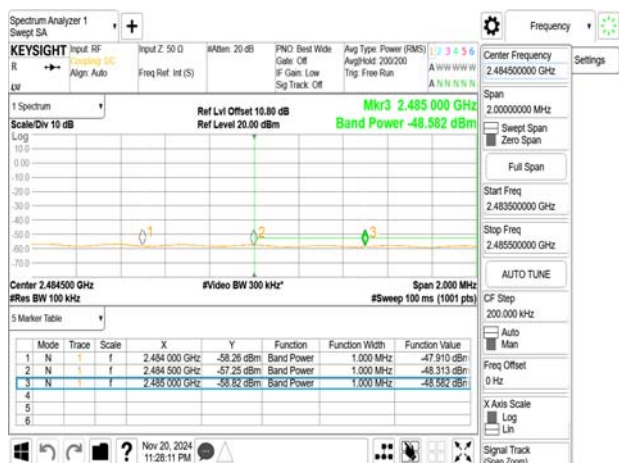 Spectrum Analyzer 1
Swept SA
Frequency
KEYSIGHT
R
Input: RF
Coupling: DC
Align: Auto
Input Z: 50 Ω
Freq Ref: Int (S)
#Atten: 20 dB
PNO: Best Wide
Gate: Off
IF Gain: Low
Sig Track: Off
Avg Type: Power (RMS)
Avg|Hold: 200/200
Trig: Free Run
1 2 3 4 5 6
A W W W W W
A N N N N N
Center Frequency
2.484500000 GHz
Settings
Span
2.00000000 MHz
Swept Span
Zero Span
Full Span
Start Freq
2.483500000 GHz
Stop Freq
2.485500000 GHz
AUTO TUNE
CF Step
200.000 kHz
Auto
Man
Freq Offset
0 Hz
X Axis Scale
Log
Lin
Signal Track
(Span Zoom)
1 Spectrum
Scale/Div 10 dB
Ref Lvl Offset 10.80 dB
Ref Level 20.00 dBm
Mkr3 2.485 000 GHz
Band Power -48.582 dBm
Log
10.0
0.00
-10.0
-20.0
-30.0
-40.0
-50.0
-60.0
-70.0
1
2
3
Center 2.484500 GHz
#Video BW 300 kHz*
Span 2.000 MHz
#Res BW 100 kHz
#Sweep 100 ms (1001 pts)
5 Marker Table
Mode Trace Scale X Y Function Function Width Function Value
1 N 1 f 2.484 000 GHz -58.26 dBm Band Power 1.000 MHz -47.910 dBm
2 N 1 f 2.484 500 GHz -57.25 dBm Band Power 1.000 MHz -48.313 dBm
3 N 1 f 2.485 000 GHz -58.82 dBm Band Power 1.000 MHz -48.582 dBm
4
5
6
?
Nov 20, 2024
11:28:11 PM